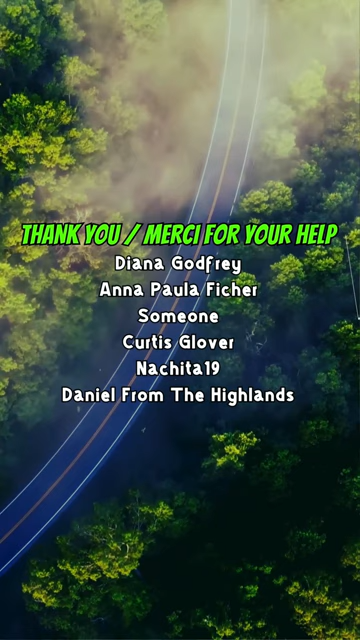 THANK YOU / MERCI FOR YOUR HELP
Diana Godfrey
Anna Paula Ficher
Someone
Curtis Glover
Nachita19
Daniel From The Highlands